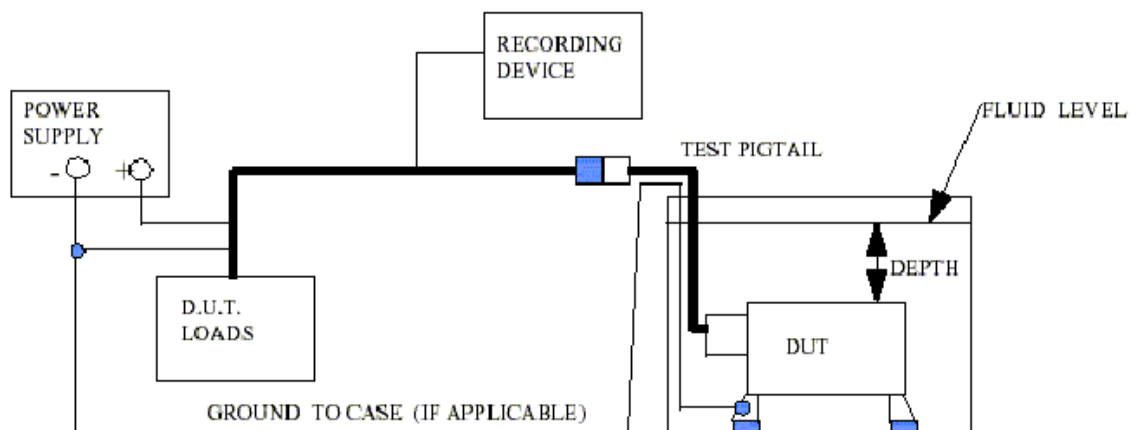 RECORDING
DEVICE
POWER
SUPPLY
- +
FLUID LEVEL
TEST PIGTAIL
DEPTH
D.U.T.
LOADS
DUT
GROUND TO CASE (IF APPLICABLE)